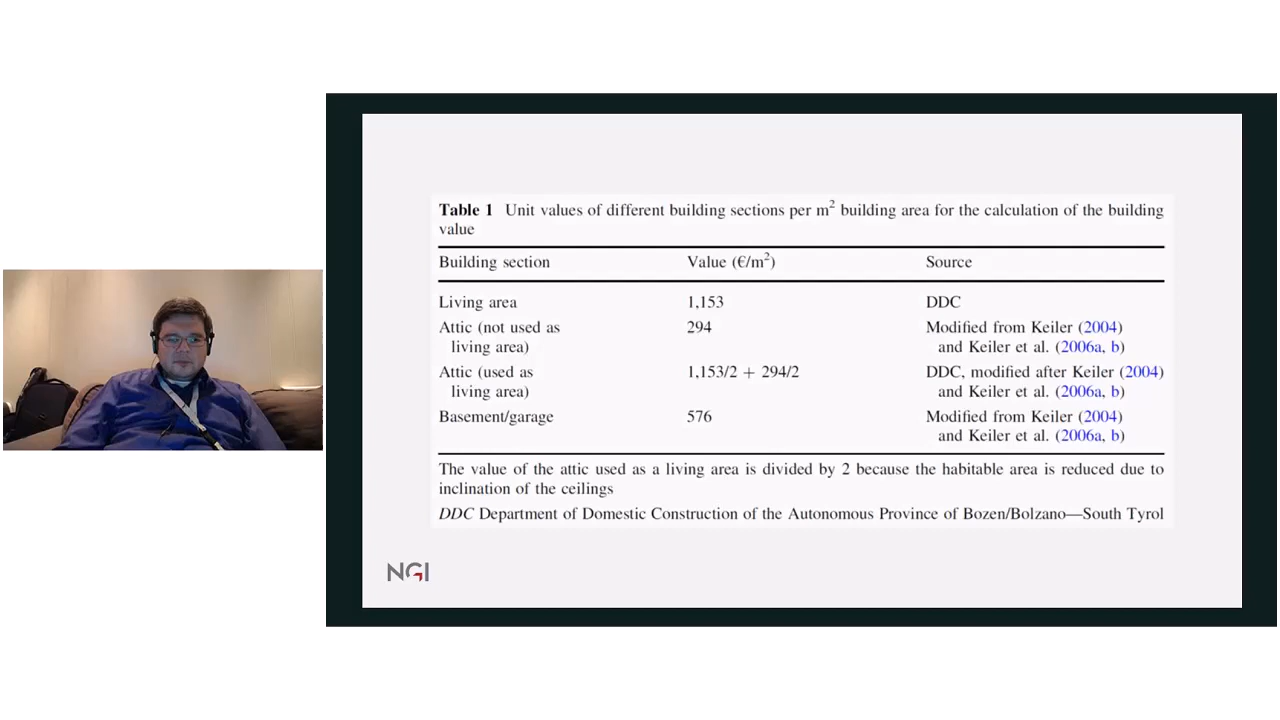 Table 1 Unit values of different building sections per m² building area for the calculation of the building
value
Building section Value (€/m²) Source
Living area 1,153 DDC
Attic (not used as 294 Modified from Keiler (2004)
living area) and Keiler et al. (2006a, b)
Attic (used as 1,153/2 + 294/2 DDC, modified after Keiler (2004)
living area) and Keiler et al. (2006a, b)
Basement/garage 576 Modified from Keiler (2004)
and Keiler et al. (2006a, b)
The value of the attic used as a living area is divided by 2 because the habitable area is reduced due to
inclination of the ceilings
DDC Department of Domestic Construction of the Autonomous Province of Bozen/Bolzano—South Tyrol
NGI